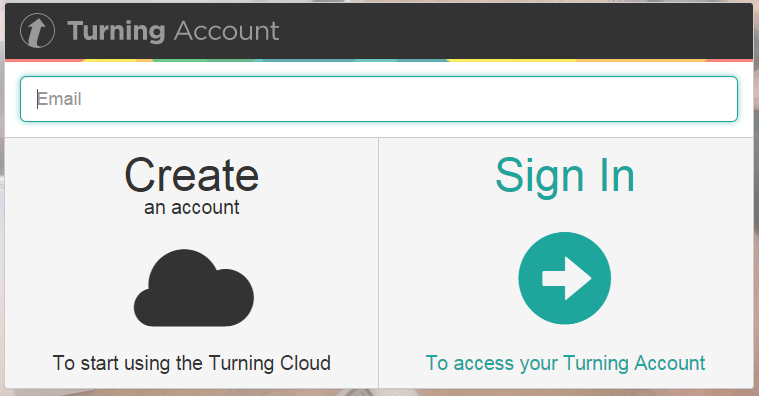 Turning Account
Email
Create
an account
To start using the Turning Cloud
Sign In
To access your Turning Account